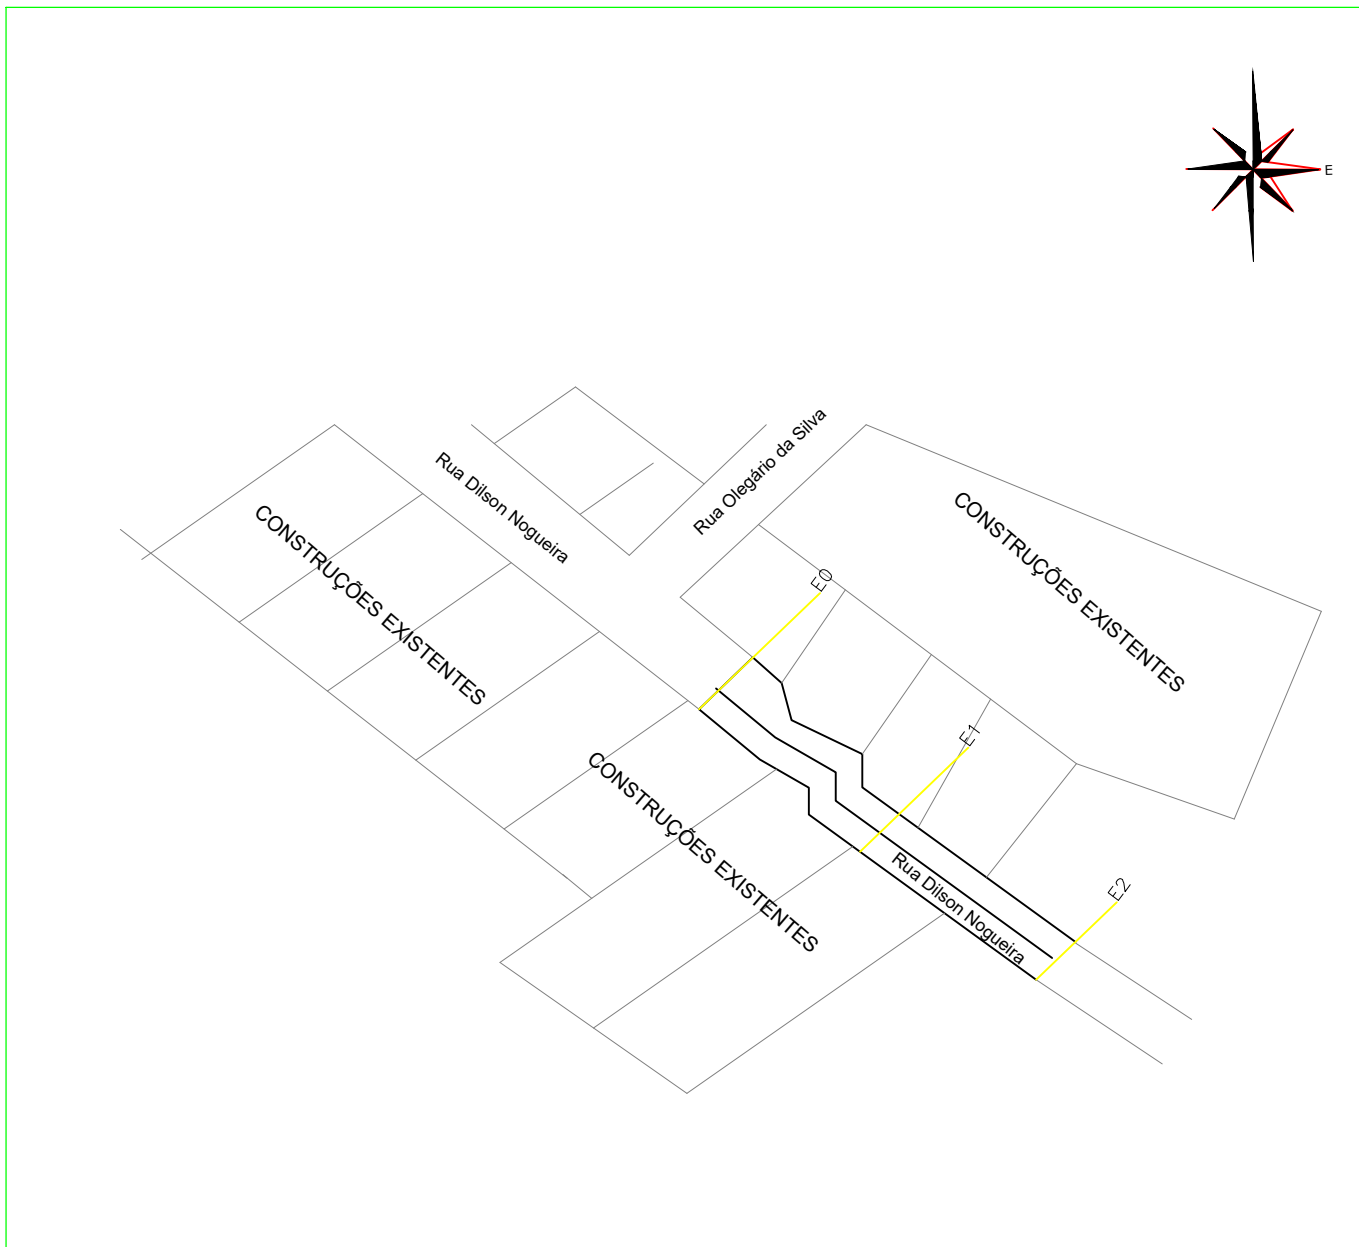 E
Rua Dilson Nogueira
Rua Olegário da Silva
CONSTRUÇÕES EXISTENTES
CONSTRUÇÕES EXISTENTES
E0
E1
CONSTRUÇÕES EXISTENTES
Rua Dilson Nogueira
E2